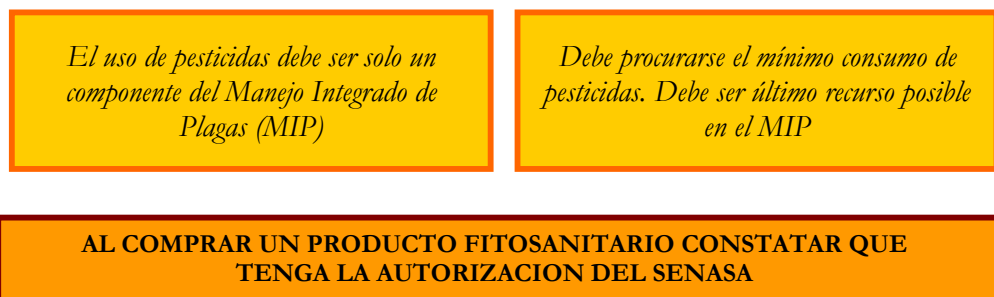 El uso de pesticidas debe ser solo un
componente del Manejo Integrado de
Plagas (MIP)
Debe procurarse el mínimo consumo de
pesticidas. Debe ser último recurso posible
en el MIP
AL COMPRAR UN PRODUCTO FITOSANITARIO CONSTATAR QUE
TENGA LA AUTORIZACION DEL SENASA